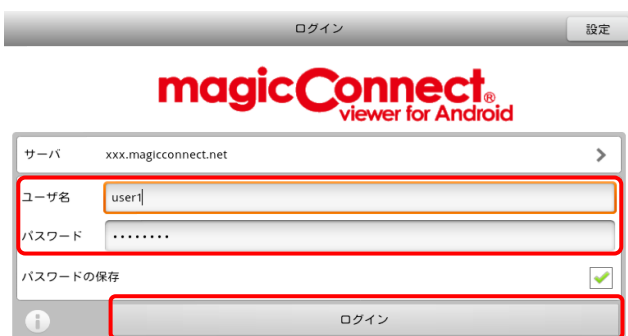 ログイン 設定
magicConnect®
viewer for Android
サーバ xxx.magicconnect.net
ユーザ名 user1
パスワード ••••••••
パスワードの保存
ログイン